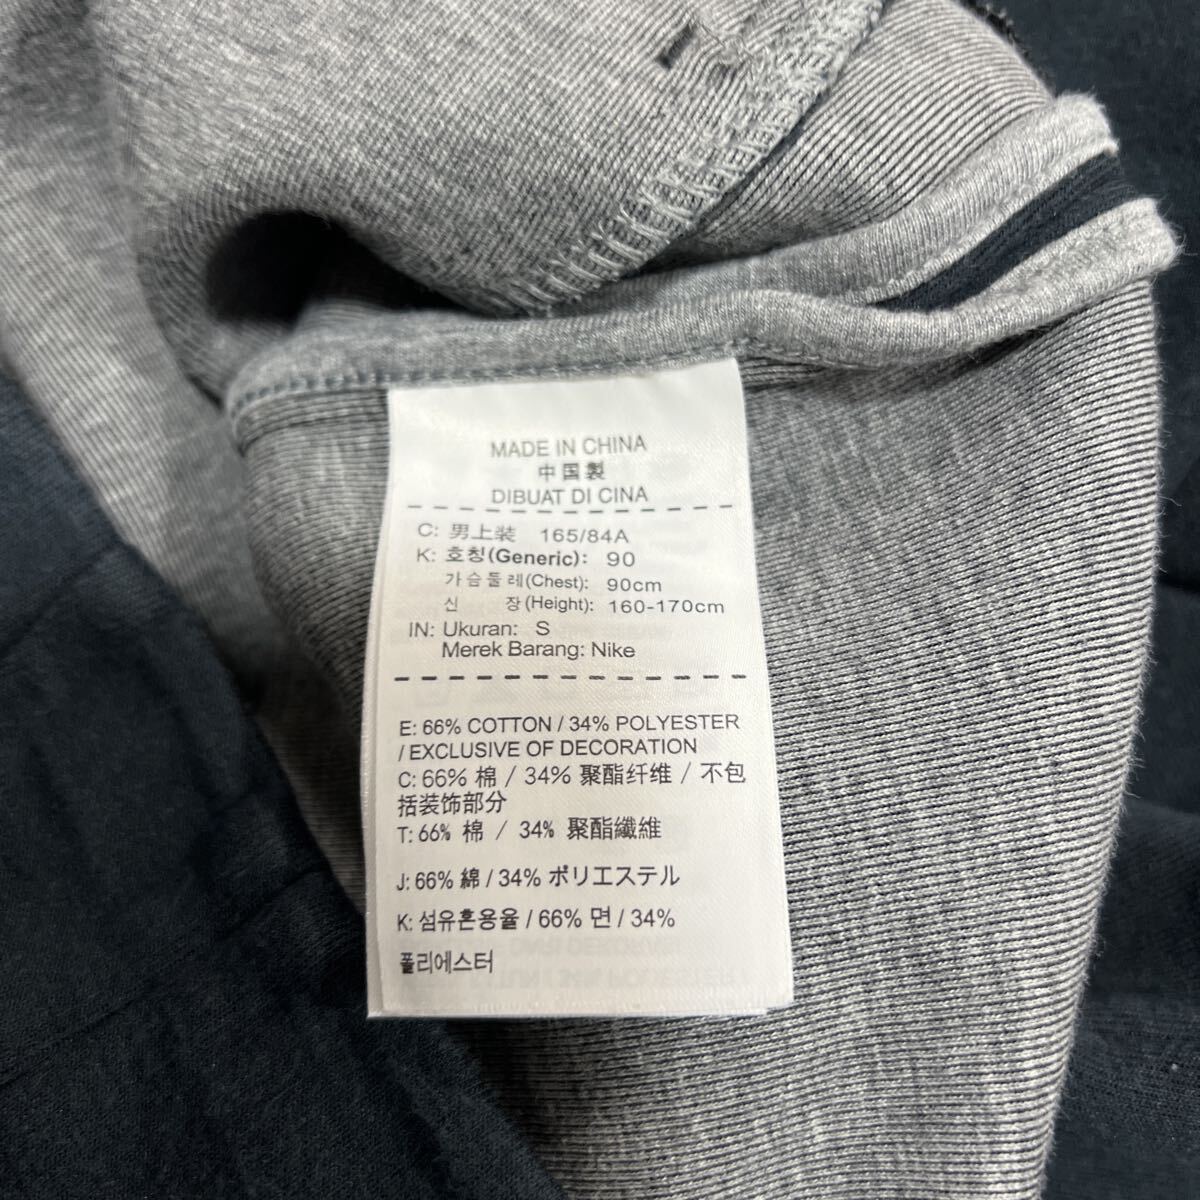 MADE IN CHINA
中国製
DIBUAT DI CINA
C: 男上装 165/84A
K: 호칭(Generic): 90
가슴둘레(Chest): 90cm
신 장(Height): 160-170cm
IN: Ukuran: S
Merek Barang: Nike
E: 66% COTTON / 34% POLYESTER
/ EXCLUSIVE OF DECORATION
C: 66% 棉 / 34% 聚酯纤维 / 不包
括装饰部分
T: 66% 棉 / 34% 聚酯纖維
J: 66% 綿 / 34% ポリエステル
K: 섬유혼용율 / 66% 면 / 34%
폴리에스터